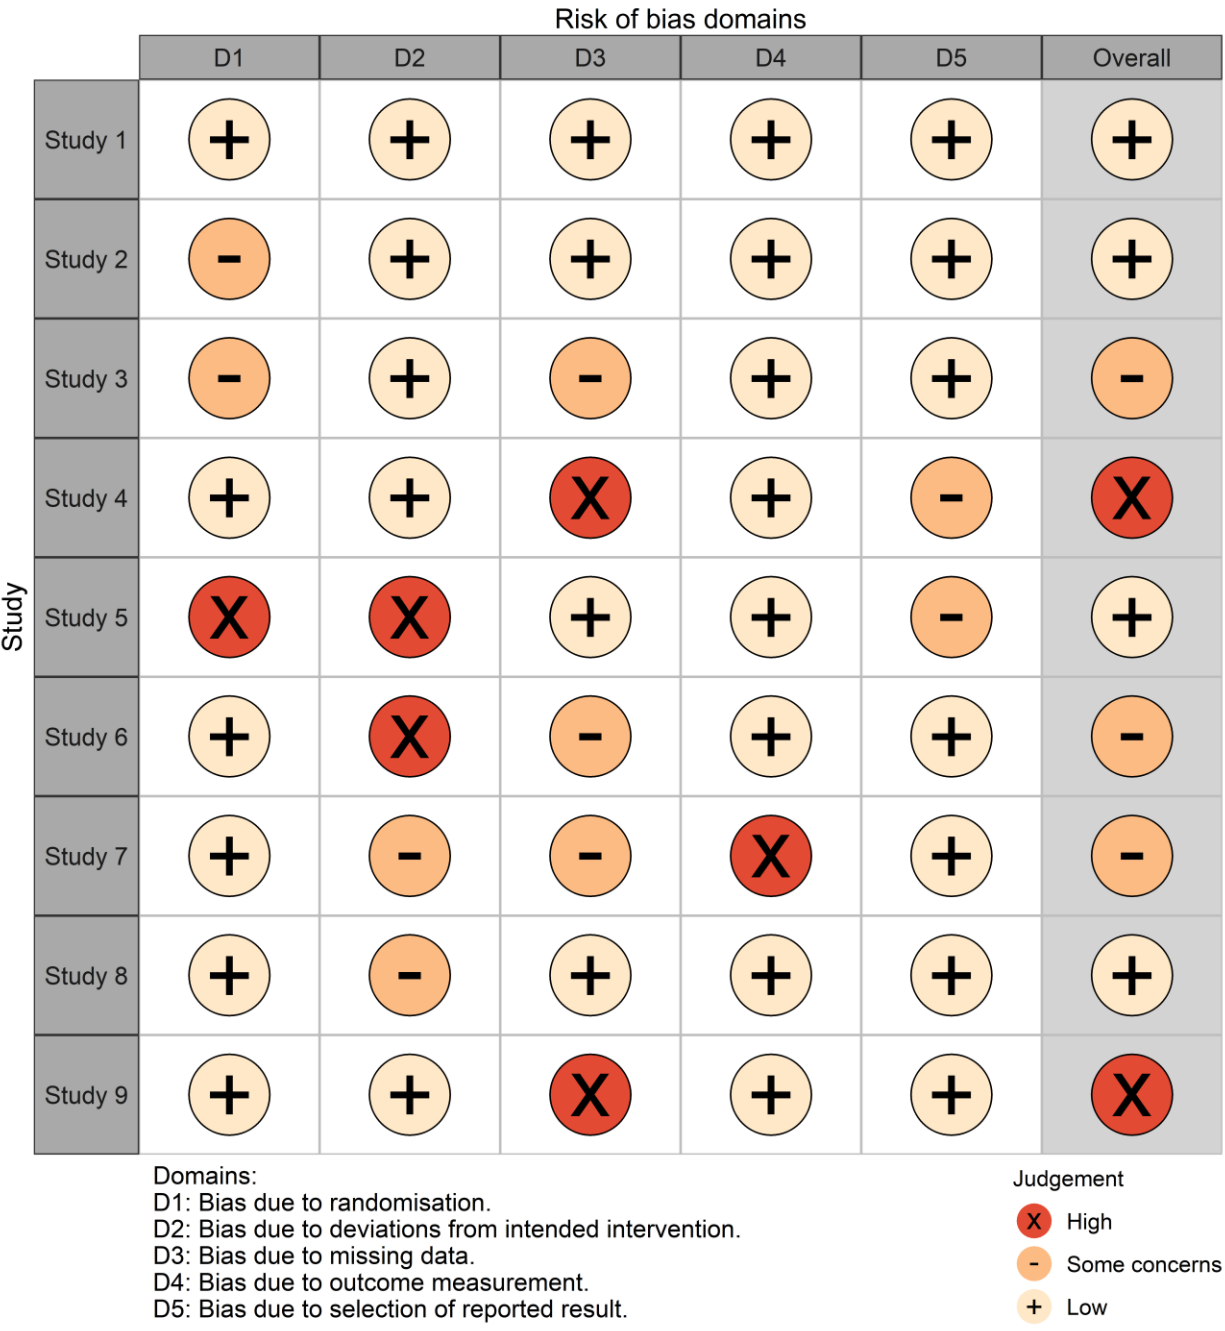 Risk of bias domains
D1 D2 D3 D4 D5 Overall
Study 1 + + + + + +
Study 2 - + + + + +
Study 3 - + - + + -
Study 4 + + X + - X
Study
Study 5 X X + + - +
Study 6 + X - + + -
Study 7 + - - X + -
Study 8 + - + + + +
Study 9 + + X + + X
Domains:
D1: Bias due to randomisation.
D2: Bias due to deviations from intended intervention.
D3: Bias due to missing data.
D4: Bias due to outcome measurement.
D5: Bias due to selection of reported result.
Judgement
X High
- Some concerns
+ Low